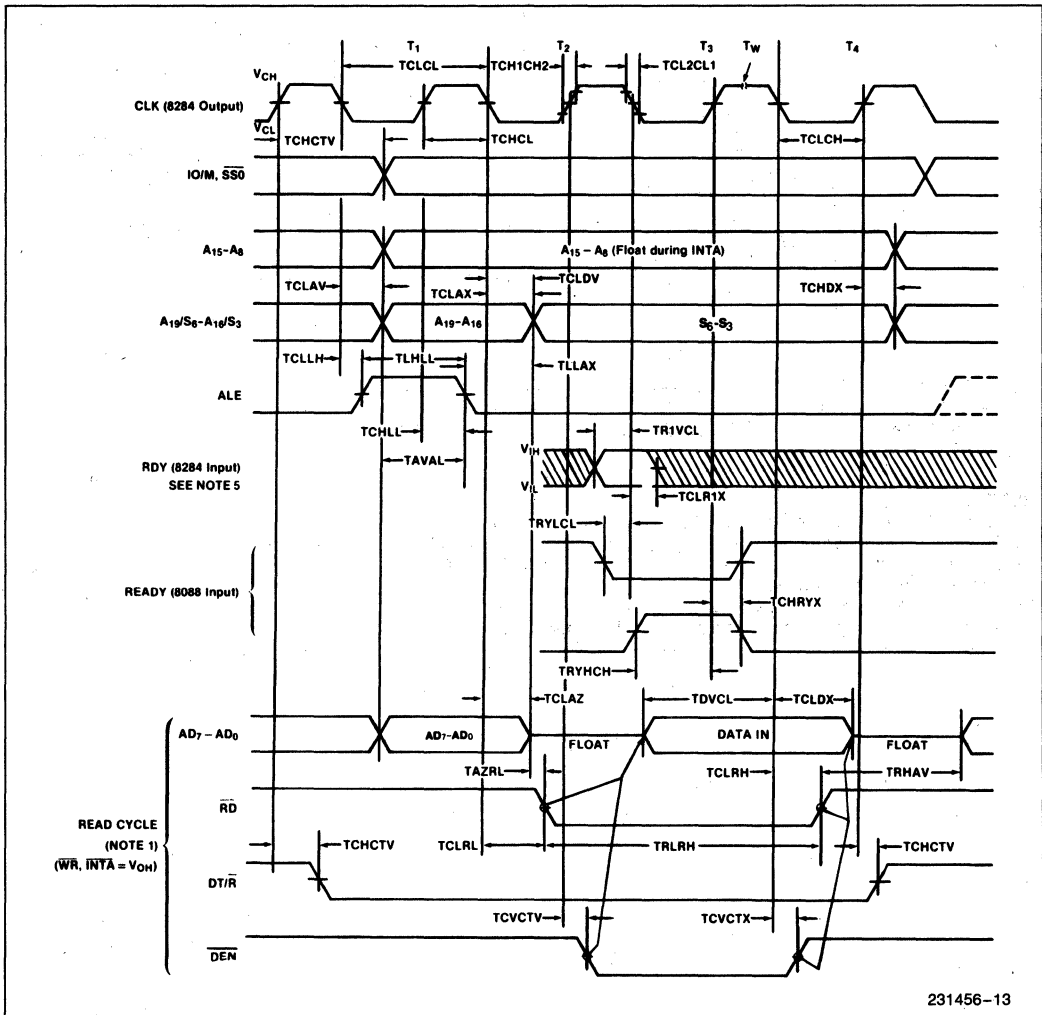 T1 T2 T3 TW T4
TCLCL TCH1CH2 TCL2CL1
VCH
CLK (8284 Output)
VCL
TCHCTV TCHCL TCLCH
IO/M, SS0
A15-A8 A15 – A8 (Float during INTA)
TCLDV
TCLAV TCLAX TCHDX
A19/S6-A16/S3 A19-A16 S6-S3
TCLLH TLHLL TLLAX
ALE
TCHLL TR1VCL
TAVAL
VIH
RDY (8284 Input)
SEE NOTE 5
VIL
TCLR1X
TRYLCL
READY (8088 Input)
TCHRYX
TRYHCH
TCLAZ TDVCL TCLDX
AD7 – AD0 AD7-AD0 FLOAT DATA IN FLOAT
TAZRL TCLRH TRHAV
RD
READ CYCLE
(NOTE 1)
(WR, INTA = VOH)
TCHCTV TCLRL TRLRH TCHCTV
DT/R
TCVCTV TCVCTX
DEN
231456–13